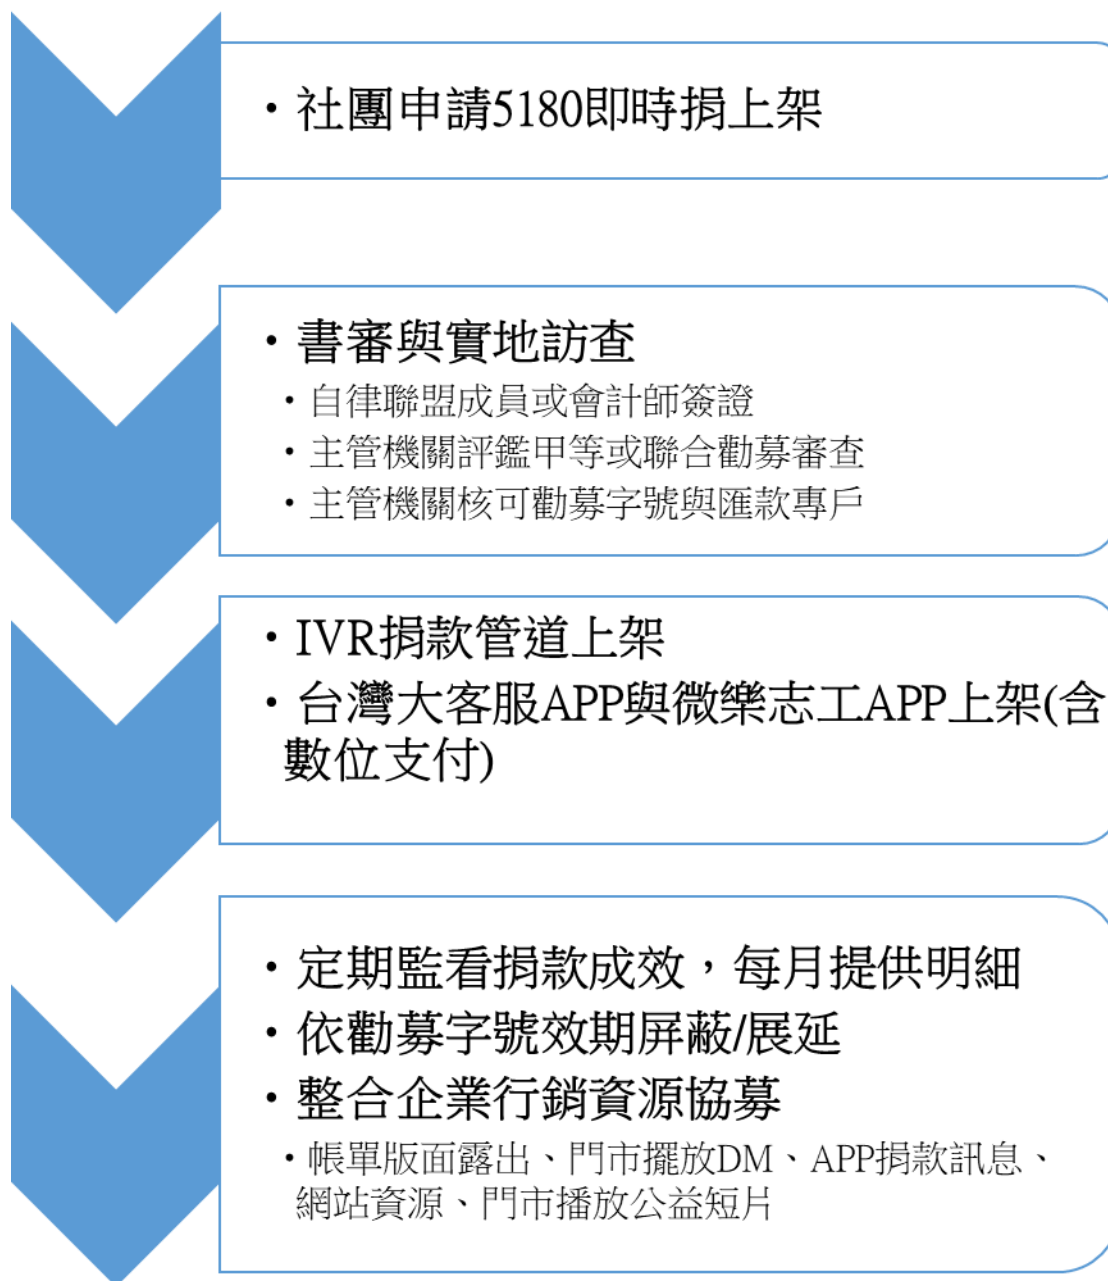 ・社團申請5180即時捐上架
・書審與實地訪查
・自律聯盟成員或會計師簽證
・主管機關評鑑甲等或聯合勸募審查
・主管機關核可勸募字號與匯款專戶
・IVR捐款管道上架
・台灣大客服APP與微樂志工APP上架(含
數位支付)
・定期監看捐款成效，每月提供明細
・依勸募字號效期屏蔽/展延
・整合企業行銷資源協募
・帳單版面露出、門市擺放DM、APP捐款訊息、
網站資源、門市播放公益短片